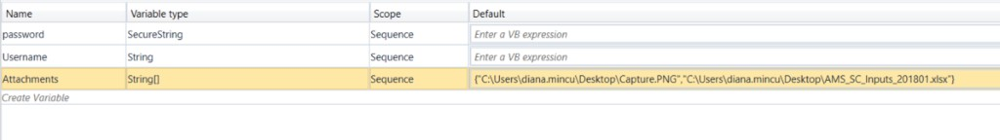 Name Variable type Scope Default
password SecureString Sequence Enter a VB expression
Username String Sequence Enter a VB expression
Attachments String[] Sequence {"C:\Users\diana.mincu\Desktop\Capture.PNG","C:\Users\diana.mincu\Desktop\AMS_SC_Inputs_201801.xlsx"}
Create Variable